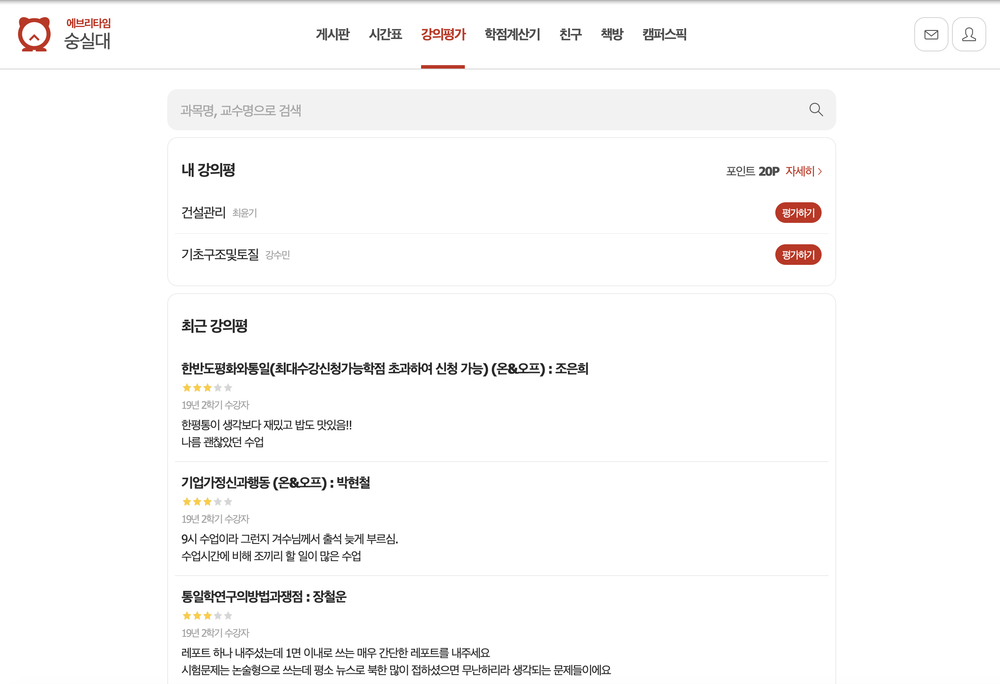 에브리타임
숭실대
게시판 시간표 강의평가 학점계산기 친구 책방 캠퍼스픽
과목명, 교수명으로 검색
내 강의평
포인트 20P 자세히
건설관리 최윤기 평가하기
기초구조및토질 강수민 평가하기
최근 강의평
한반도평화와통일(최대수강신청가능학점 초과하여 신청 가능) (온&오프) : 조은희
19년 2학기 수강자
한평통이 생각보다 재밌고 밥도 맛있음!!
나름 괜찮았던 수업
기업가정신과행동 (온&오프) : 박현철
19년 2학기 수강자
9시 수업이라 그런지 겨수님께서 출석 늦게 부르심.
수업시간에 비해 조끼리 할 일이 많은 수업
통일학연구의방법과쟁점 : 장철운
19년 2학기 수강자
레포트 하나 내주셨는데 1면 이내로 쓰는 매우 간단한 레포트를 내주세요
시험문제는 논술형으로 쓰는데 평소 뉴스로 북한 많이 접하셨으면 무난하리라 생각되는 문제들이에요